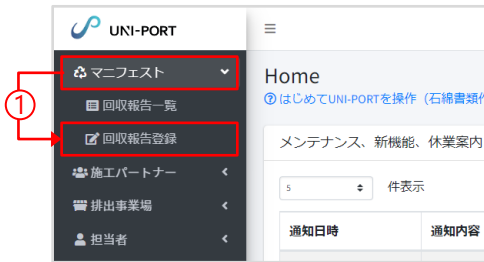 UNI-PORT
マニフェスト
回収報告一覧
回収報告登録
施工パートナー
排出事業場
担当者
1
Home
はじめてUNI-PORTを操作（石綿書類作
メンテナンス、新機能、休業案内
5 件表示
通知日時 通知内容